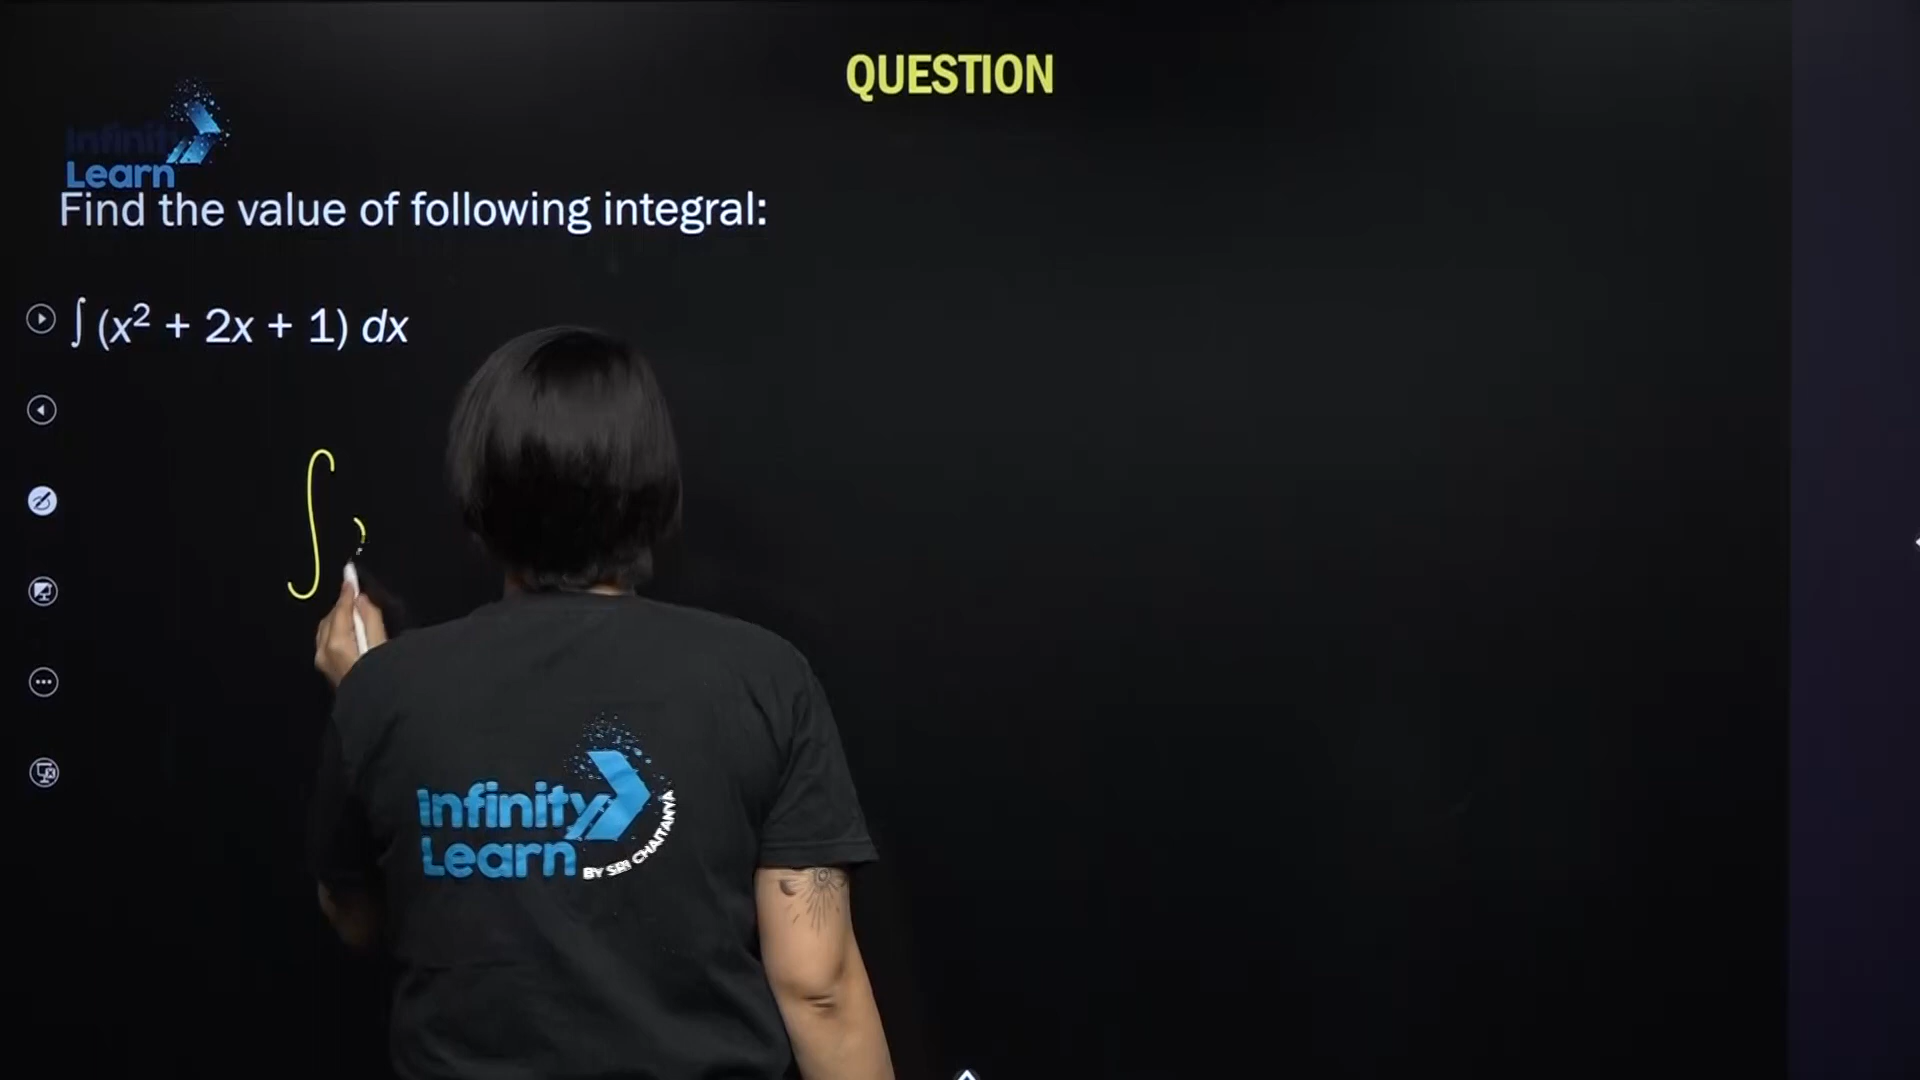 QUESTION
Infinity
Learn
Find the value of following integral:
∫ (x² + 2x + 1) dx
∫
Infinity
Learn
BY SRI CHAITANYA